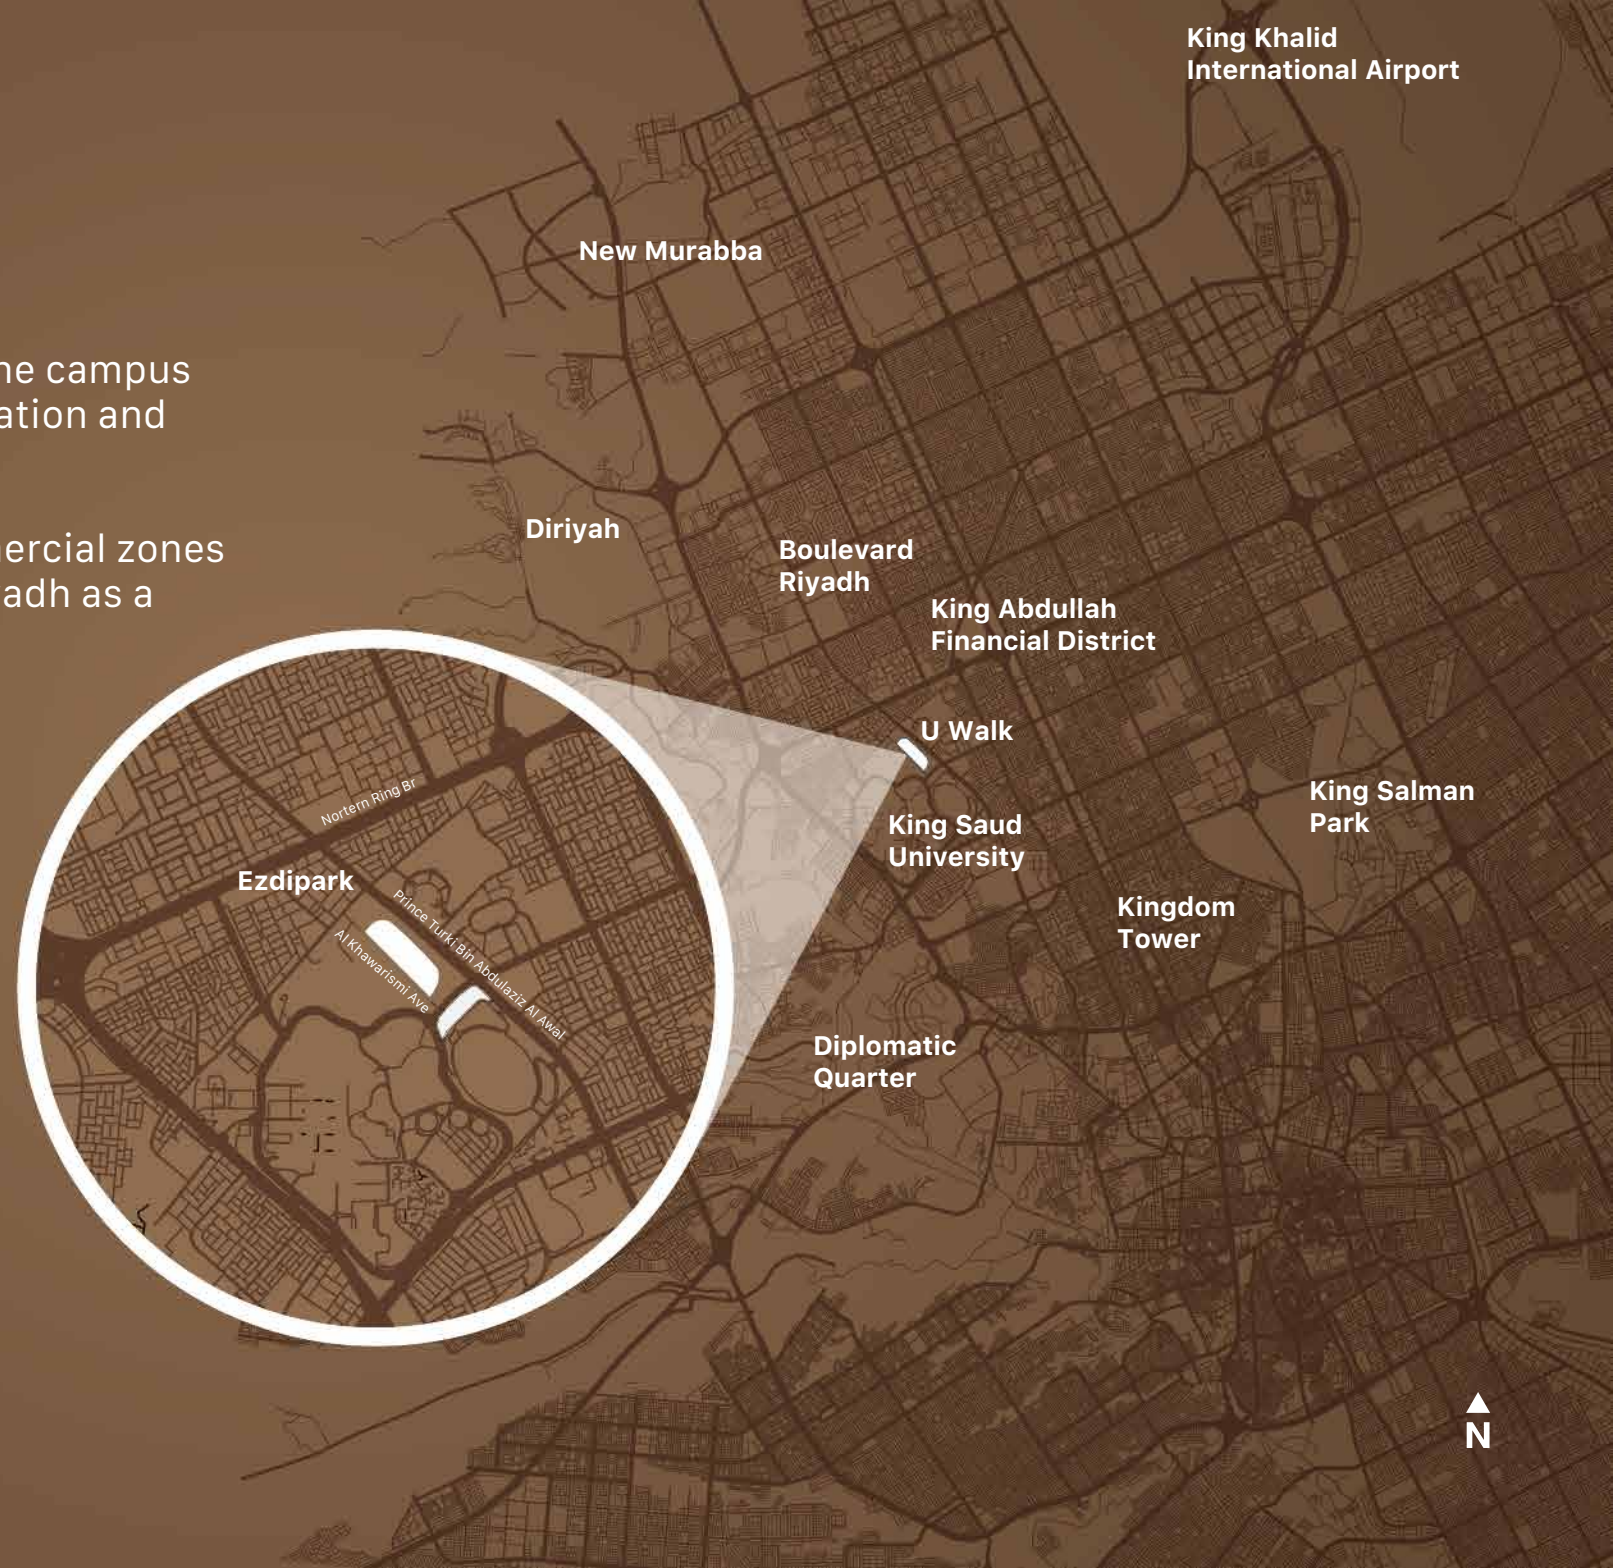 King Khalid
International Airport
New Murabba
he campus
ation and
Diriyah
Boulevard
Riyadh
ercial zones
adh as a
King Abdullah
Financial District
U Walk
King Salman
Park
King Saud
University
Nortern Ring Br
Ezdipark
Prince Turki Bin Abdulaziz Al Awal
Al Khawarismi Ave
Kingdom
Tower
Diplomatic
Quarter
N